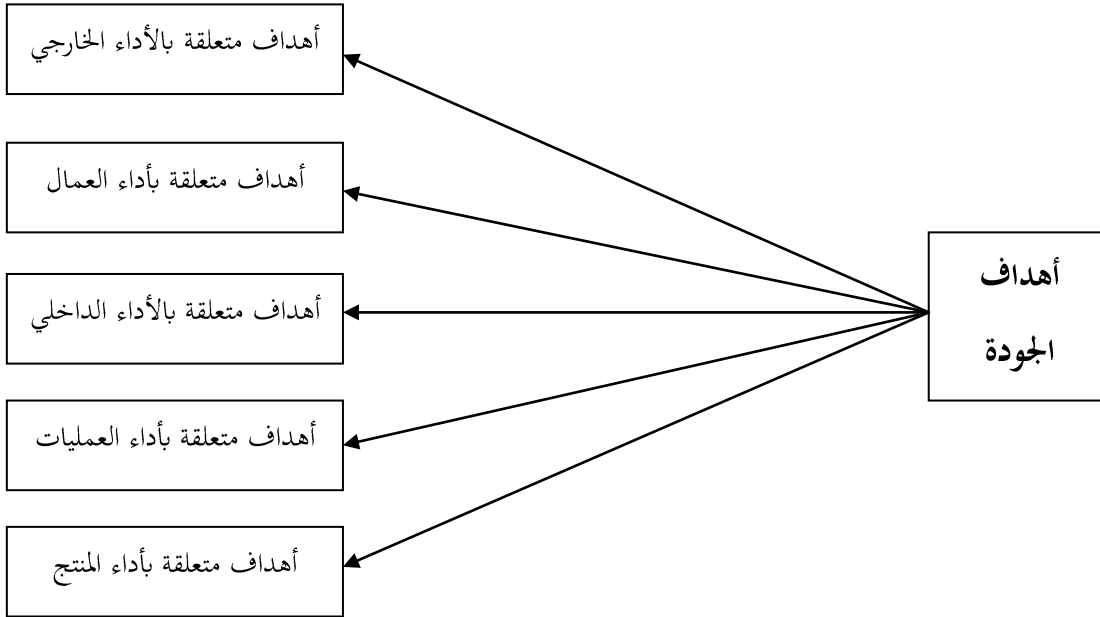 أهداف
الجودة
أهداف متعلقة بالأداء الخارجي
أهداف متعلقة بأداء العمال
أهداف متعلقة بالأداء الداخلي
أهداف متعلقة بأداء العمليات
أهداف متعلقة بأداء المنتج